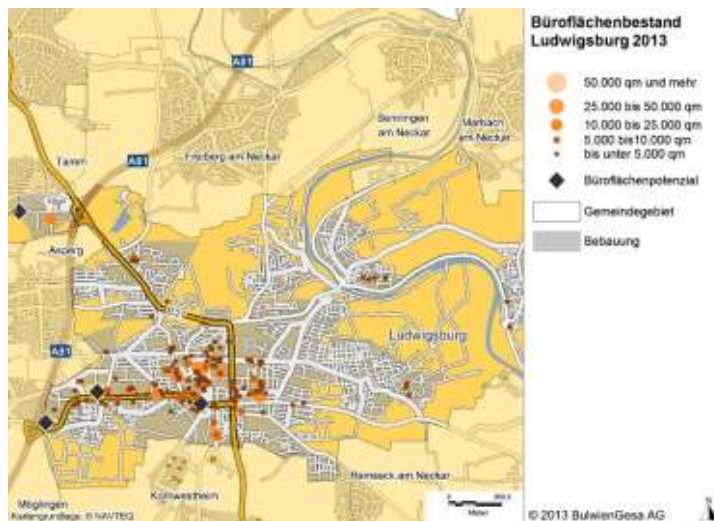 Büroflächenbestand
Ludwigsburg 2013
50.000 qm und mehr
25.000 bis 50.000 qm
10.000 bis 25.000 qm
5.000 bis10.000 qm
bis unter 5.000 qm
Büroflächenpotenzial
Gemeindegebiet
Bebauung
A81
Benningen
am Neckar
Marbach
am Neckar
A81
Freiberg am Neckar
Tamm
Asperg
Ludwigsburg
A81
Remseck am Neckar
Kornwestheim
Möglingen
Kartengrundlage: © NAVTEQ
0
Meter
N
© 2013 BulwienGesa AG